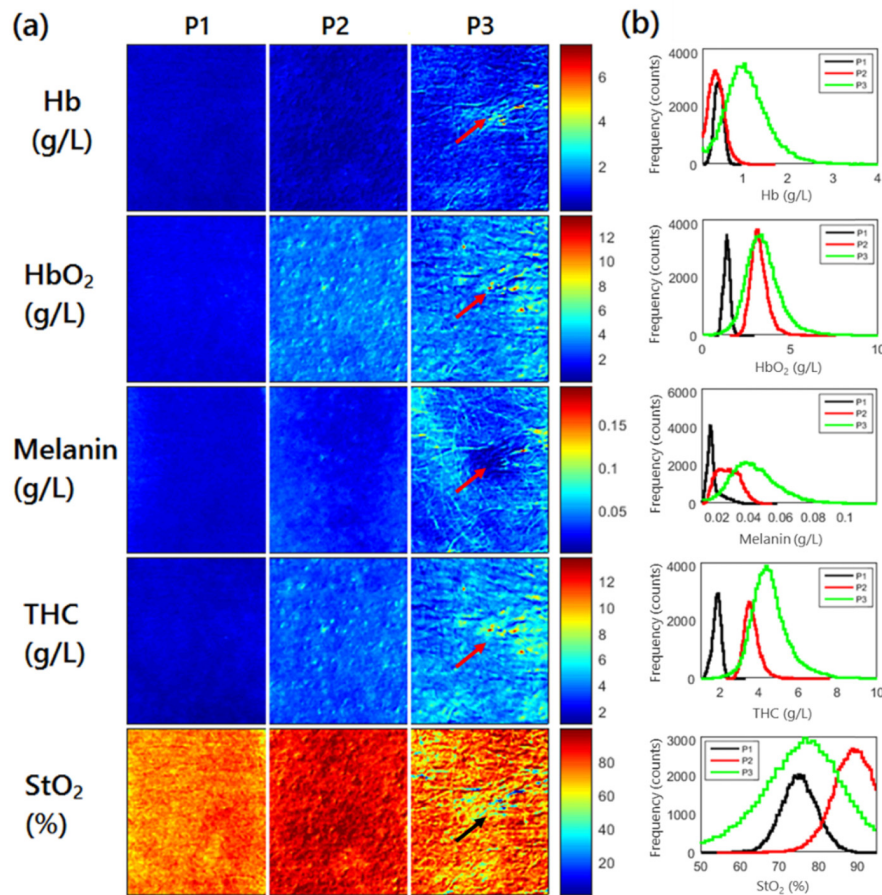 (a)
P1 P2 P3
(b)
Hb
(g/L)
6
4
2
Frequency (counts)
4000
2000
0
0 1 2 3 4
Hb (g/L)
P1
P2
P3
HbO₂
(g/L)
12
10
8
6
4
2
Frequency (counts)
4000
2000
0
0 5 10
HbO₂ (g/L)
P1
P2
P3
Melanin
(g/L)
0.15
0.10
0.05
Frequency (counts)
6000
4000
2000
0
0.02 0.04 0.06 0.08 0.1
Melanin (g/L)
P1
P2
P3
THC
(g/L)
12
10
8
6
4
2
Frequency (counts)
4000
2000
0
2 4 6 8 10
THC (g/L)
P1
P2
P3
StO₂
(%)
80
60
40
20
Frequency (counts)
3000
2000
1000
0
50 60 70 80 90
StO₂ (%)
P1
P2
P3